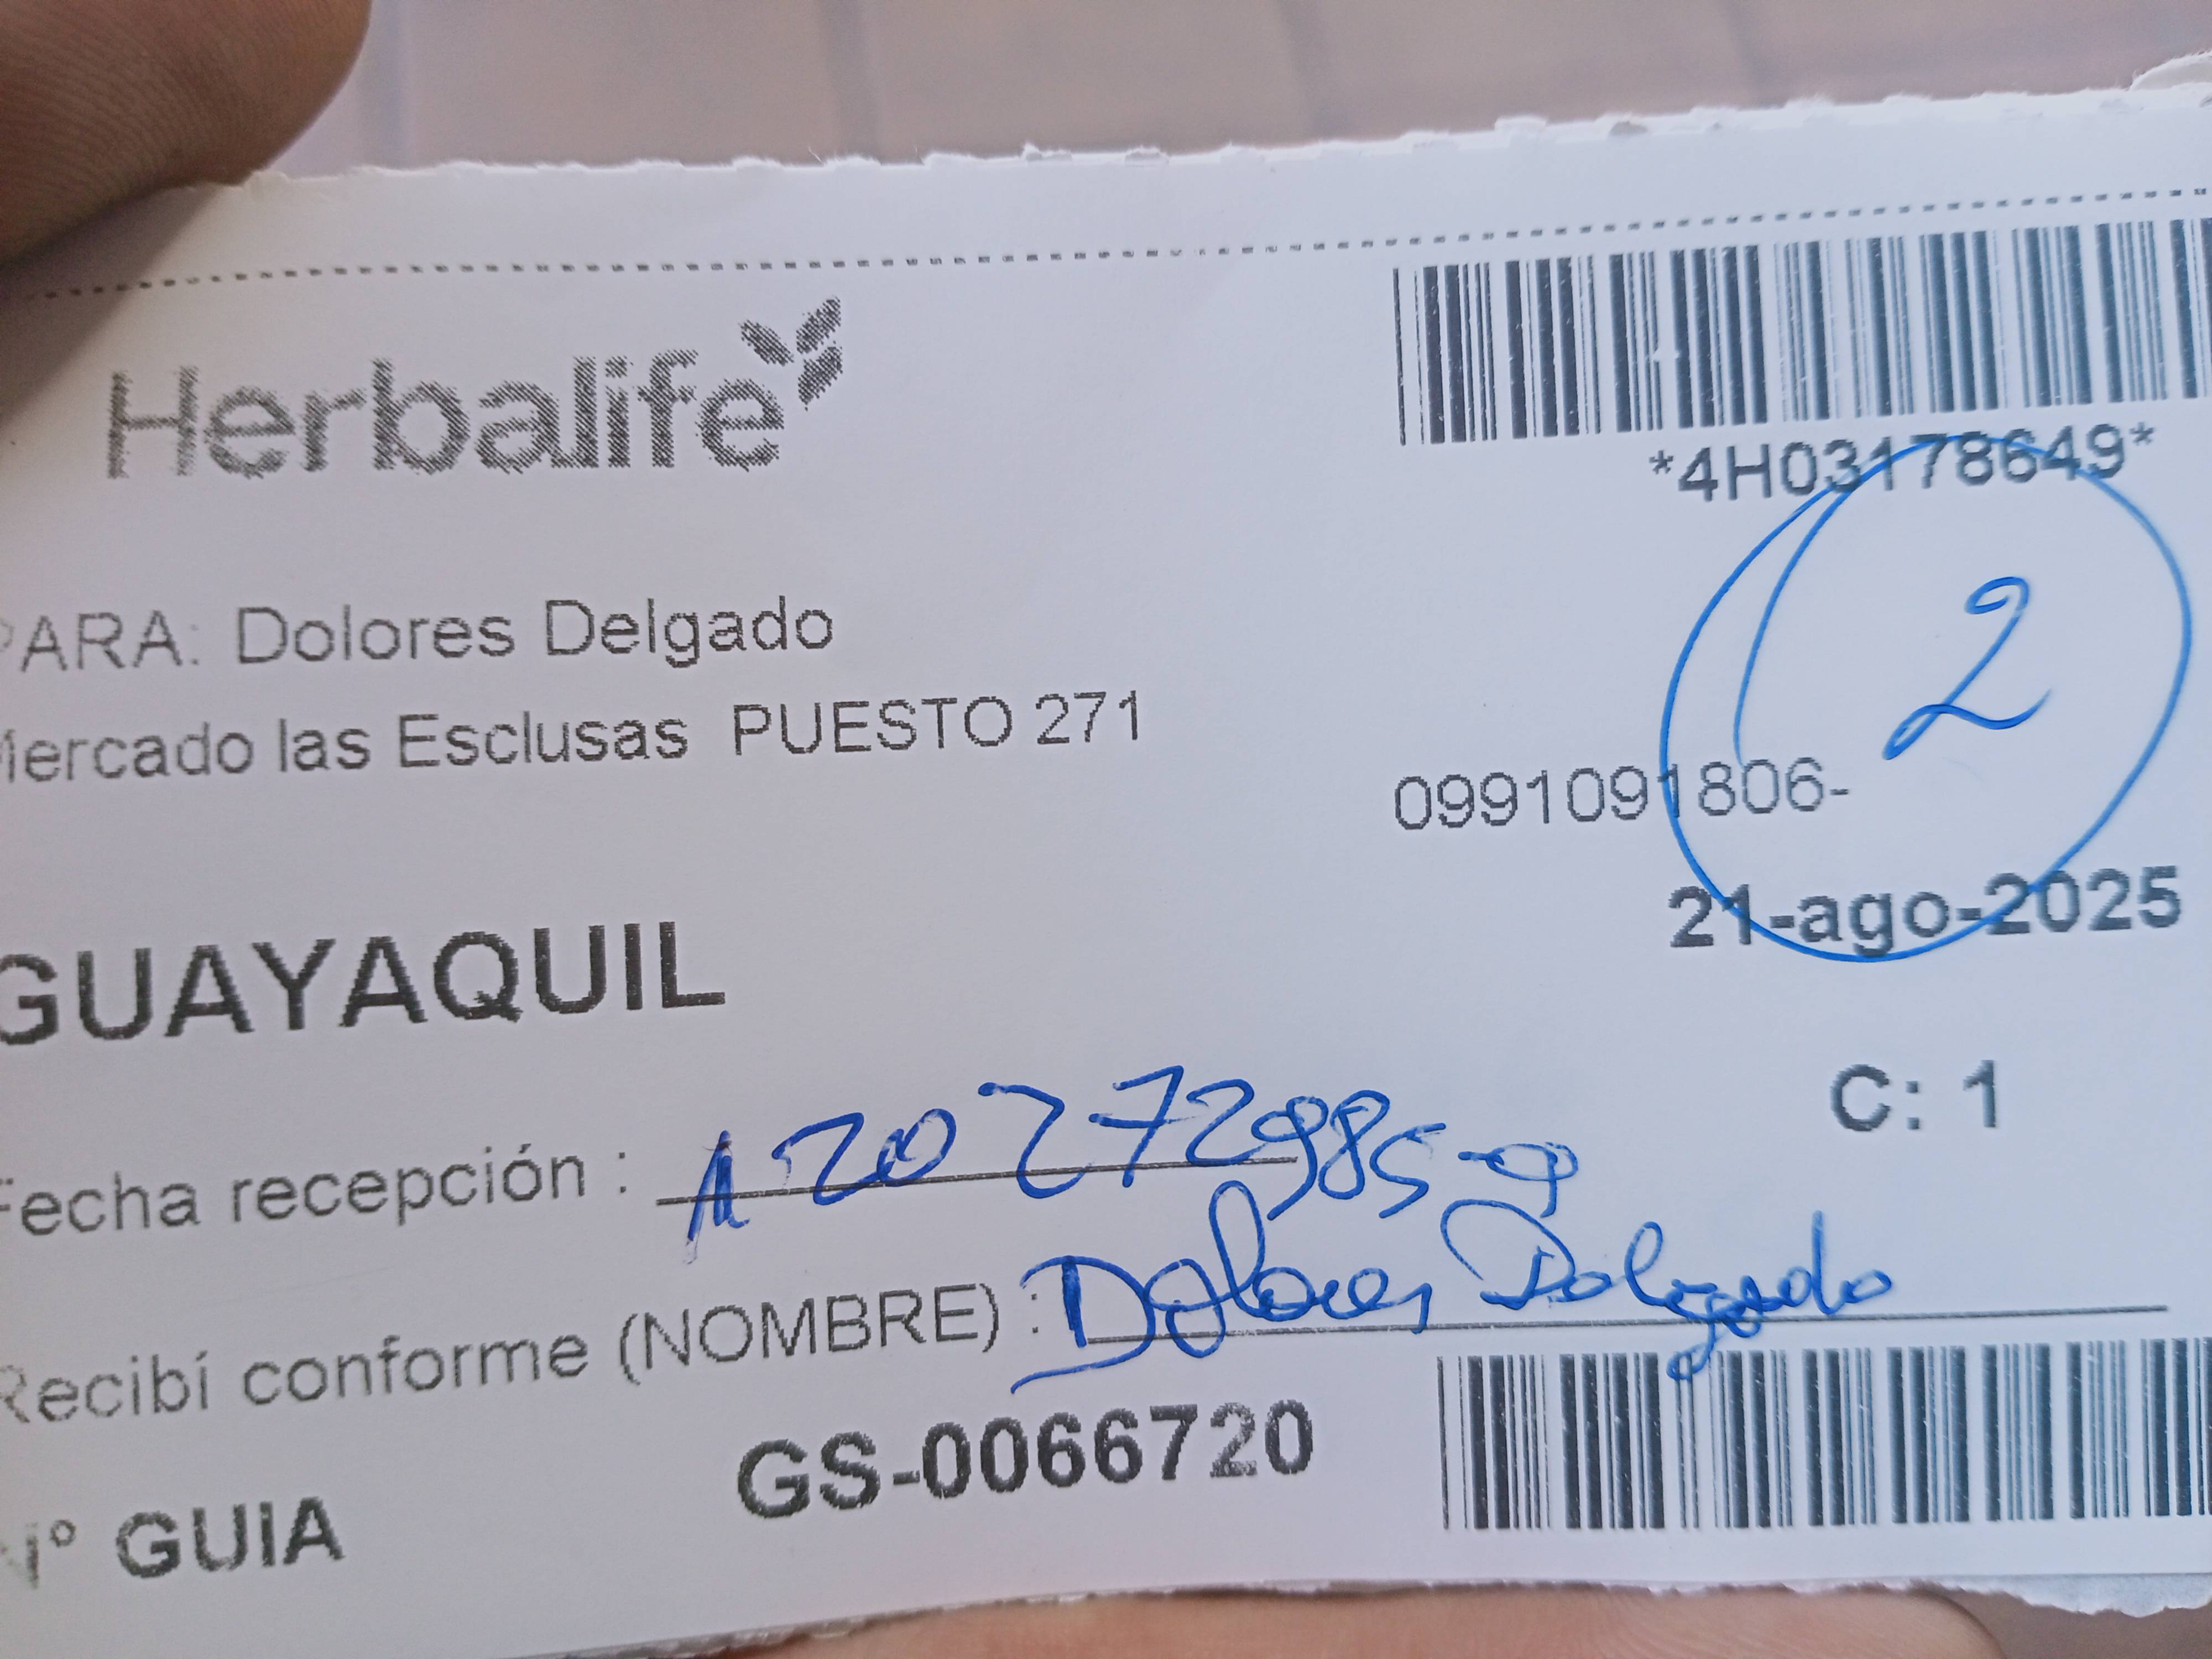 Herbalife
*4H03178649*
2
PARA: Dolores Delgado
Mercado las Esclusas PUESTO 271
0991091806-
21-ago-2025
GUAYAQUIL
C: 1
Fecha recepción : 120272985-9
Recibí conforme (NOMBRE) : Dolores Delgado
N° GUIA GS-0066720